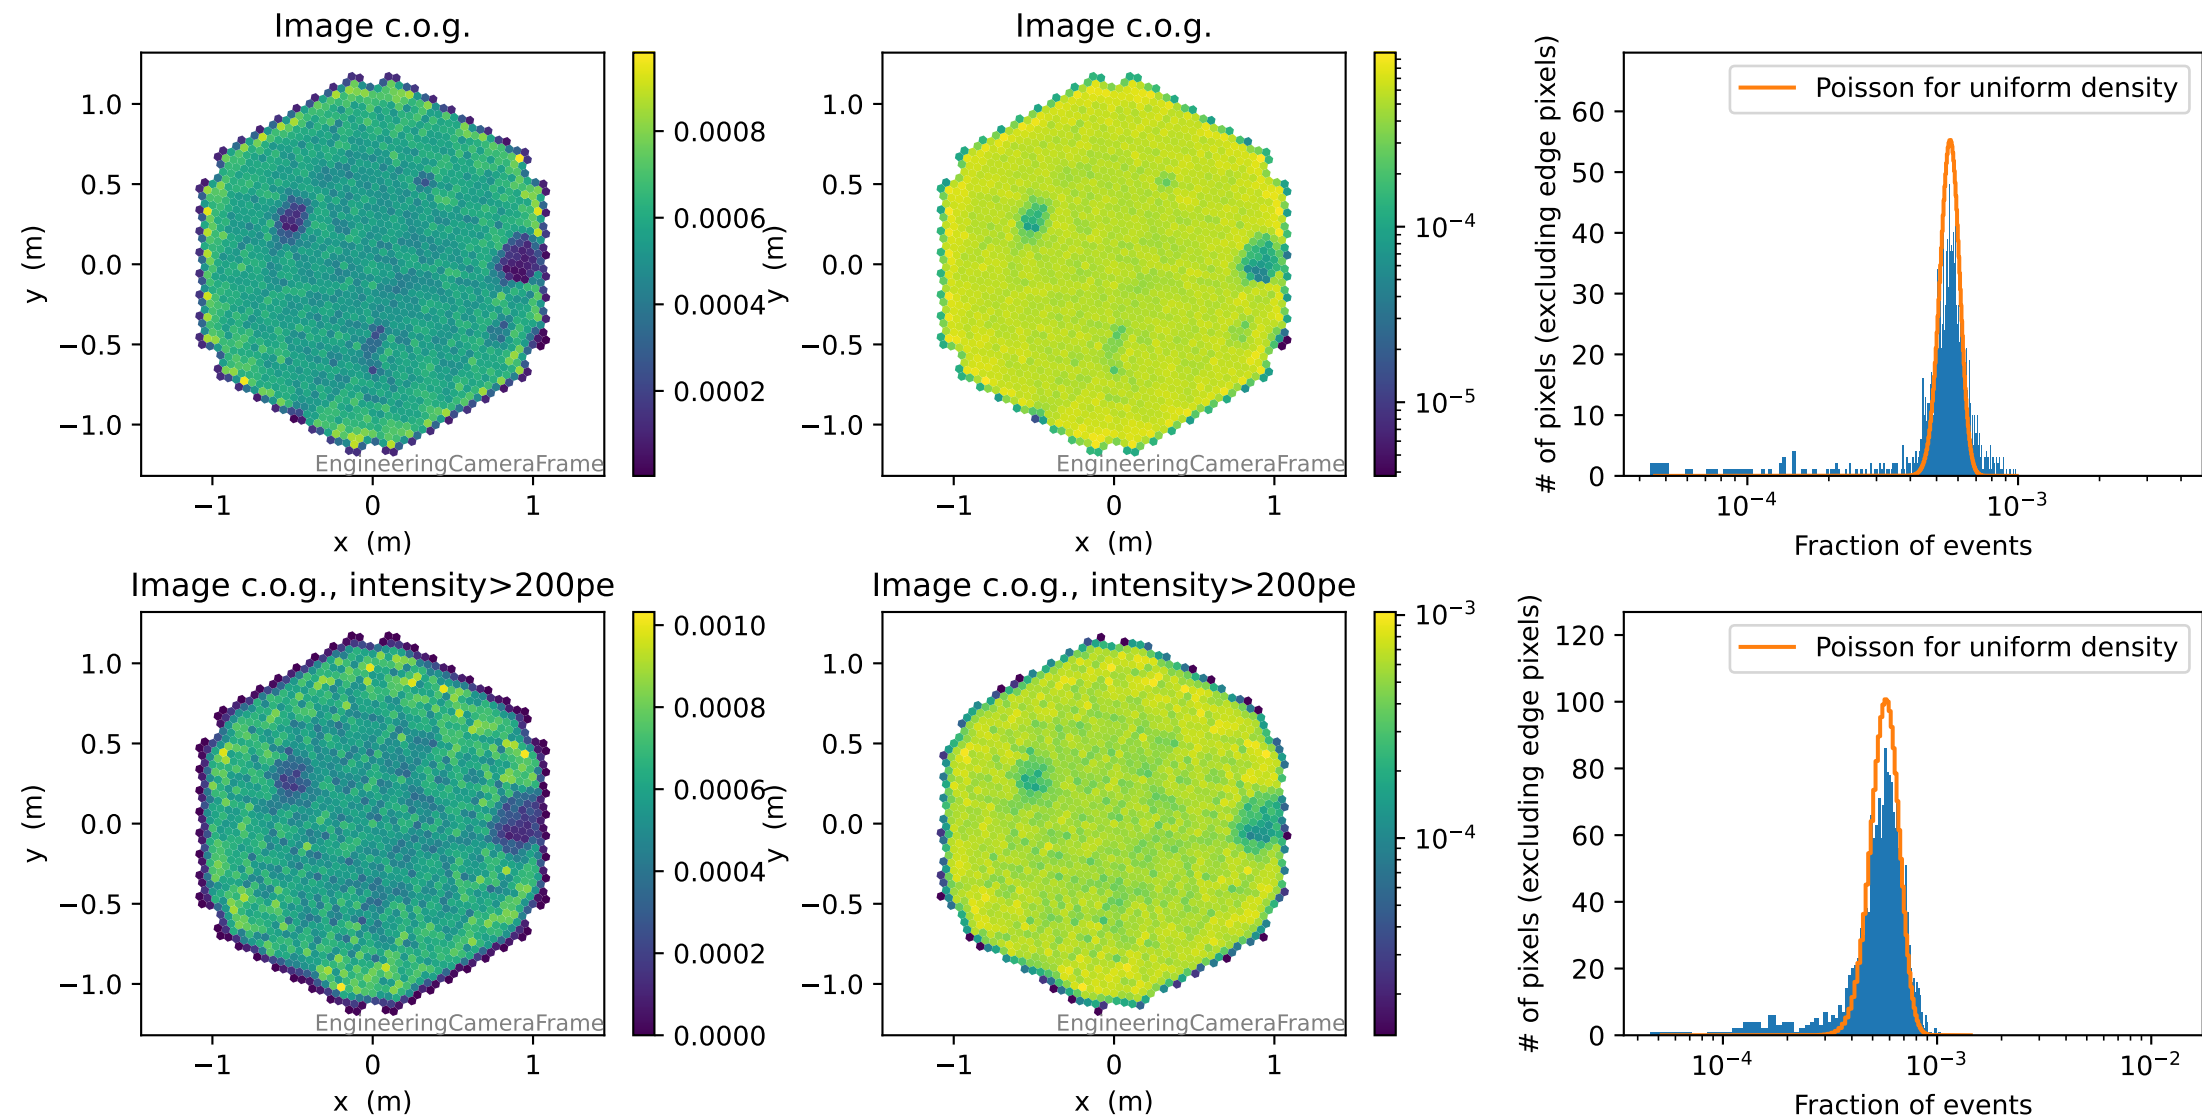 Image c.o.g.
y (m)
1.0
0.5
0.0
−0.5
−1.0
−1
0
1
x (m)
EngineeringCameraFrame
0.0008
0.0006
0.0004
0.0002
Image c.o.g.
y (m)
1.0
0.5
0.0
−0.5
−1.0
−1
0
1
x (m)
EngineeringCameraFrame
10⁻⁴
10⁻⁵
# of pixels (excluding edge pixels)
60
50
40
30
20
10
0
Poisson for uniform density
10⁻⁴
10⁻³
Fraction of events
Image c.o.g., intensity>200pe
y (m)
1.0
0.5
0.0
−0.5
−1.0
−1
0
1
x (m)
EngineeringCameraFrame
0.0010
0.0008
0.0006
0.0004
0.0002
0.0000
Image c.o.g., intensity>200pe
y (m)
1.0
0.5
0.0
−0.5
−1.0
−1
0
1
x (m)
EngineeringCameraFrame
10⁻³
10⁻⁴
# of pixels (excluding edge pixels)
120
100
80
60
40
20
0
Poisson for uniform density
10⁻⁴
10⁻³
10⁻²
Fraction of events